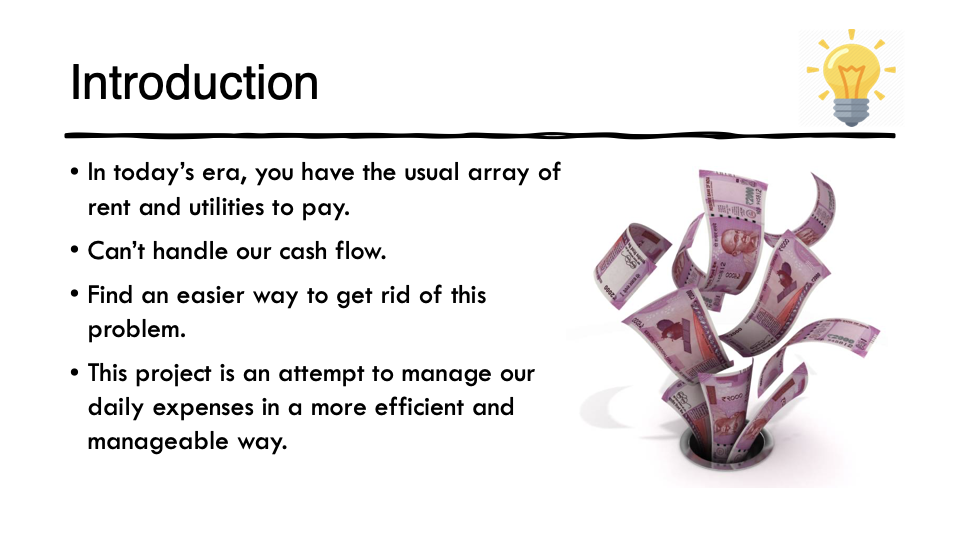 Introduction
• In today’s era, you have the usual array of
rent and utilities to pay.
• Can’t handle our cash flow.
• Find an easier way to get rid of this
problem.
• This project is an attempt to manage our
daily expenses in a more efficient and
manageable way.